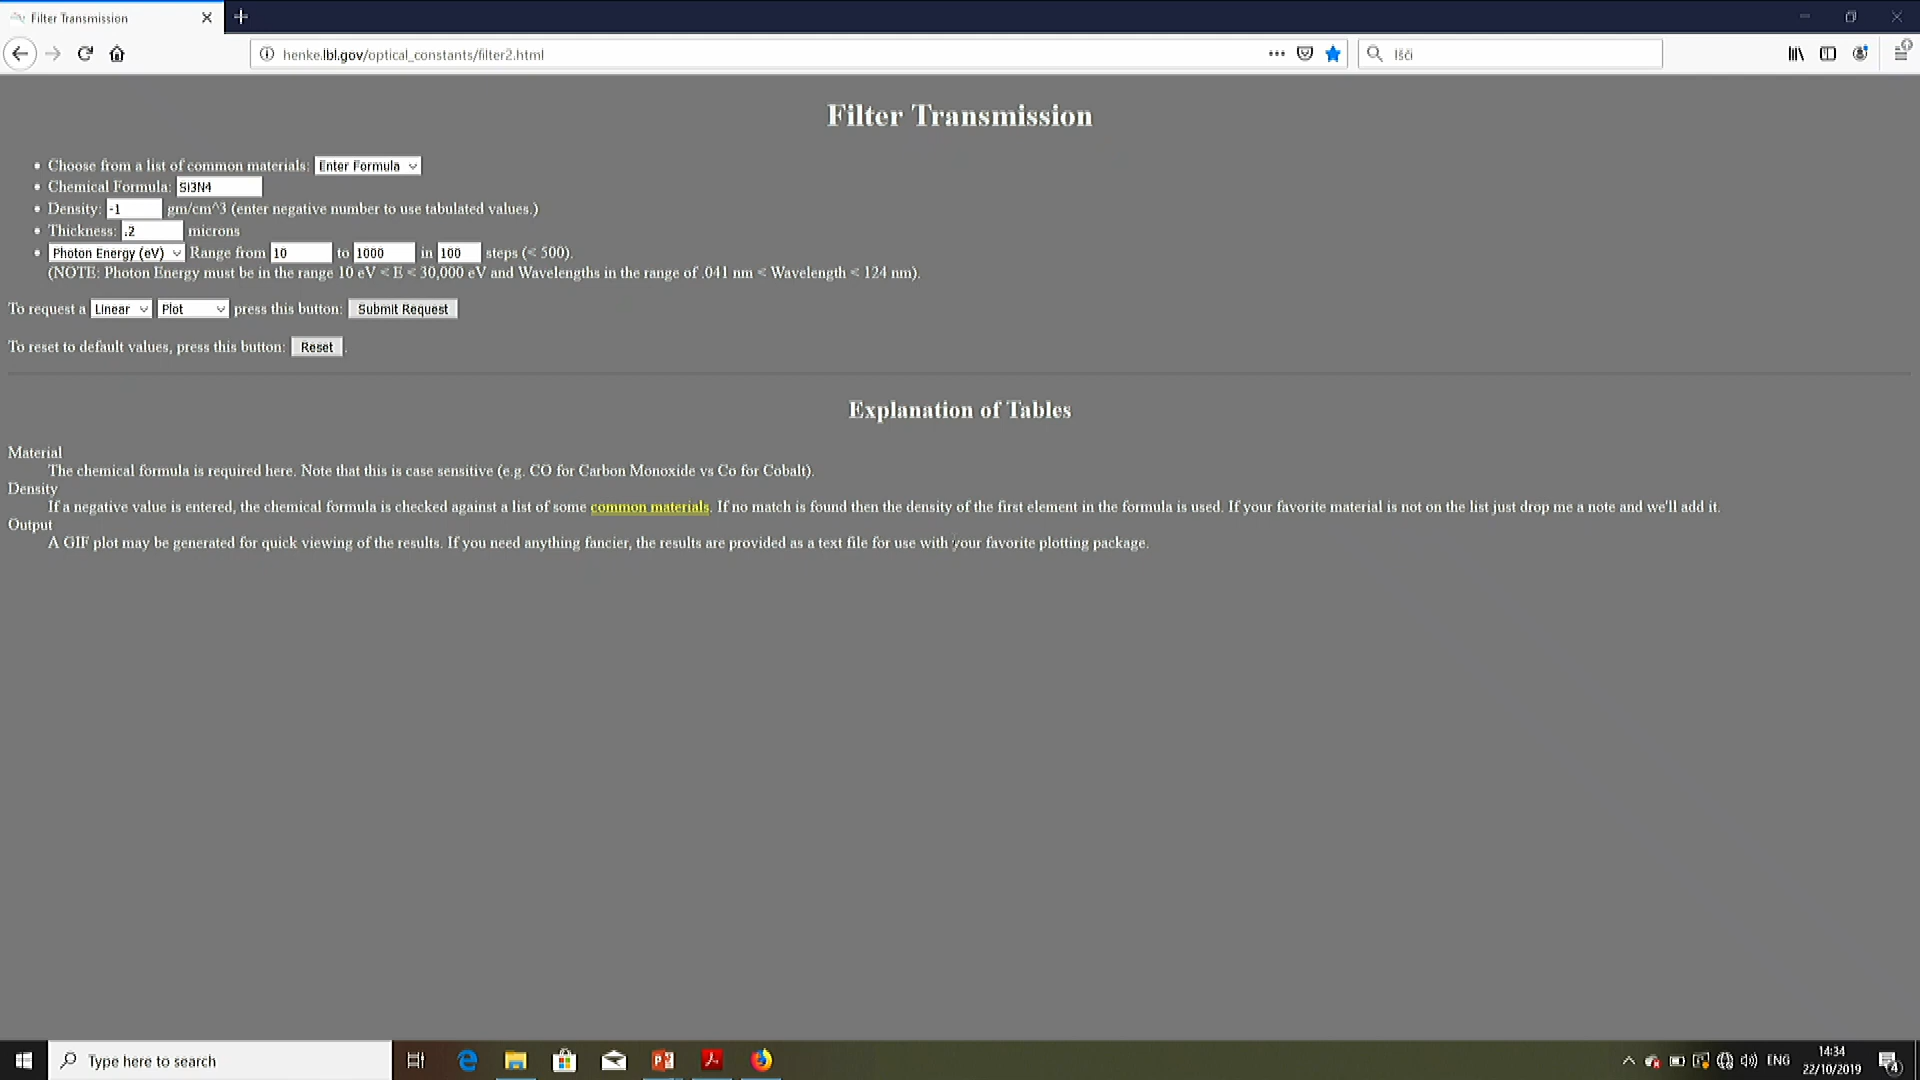 Filter Transmission
henke.lbl.gov/optical_constants/filter2.html
Išči
Filter Transmission
Choose from a list of common materials: Enter Formula
Chemical Formula: Si3N4
Density: -1 gm/cm^3 (enter negative number to use tabulated values.)
Thickness: .2 microns
Photon Energy (eV) Range from 10 to 1000 in 100 steps (< 500).
(NOTE: Photon Energy must be in the range 10 eV < E < 30,000 eV and Wavelengths in the range of .041 nm < Wavelength < 124 nm).
To request a Linear Plot press this button: Submit Request
To reset to default values, press this button: Reset .
Explanation of Tables
Material
The chemical formula is required here. Note that this is case sensitive (e.g. CO for Carbon Monoxide vs Co for Cobalt).
Density
If a negative value is entered, the chemical formula is checked against a list of some common materials. If no match is found then the density of the first element in the formula is used. If your favorite material is not on the list just drop me a note and we'll add it.
Output
A GIF plot may be generated for quick viewing of the results. If you need anything fancier, the results are provided as a text file for use with your favorite plotting package.
Type here to search
ENG
14:34
22/10/2019
4